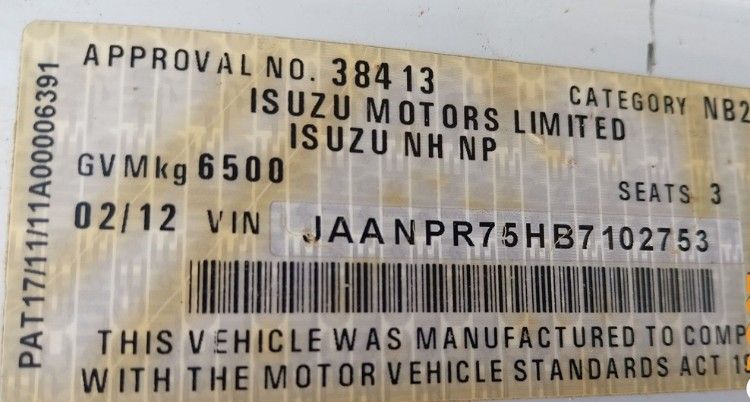 PAT17/11/11A00006391
APPROVAL NO. 38413
CATEGORY NB2
ISUZU MOTORS LIMITED
ISUZU NH NP
GVMkg 6500
SEATS 3
02/12 VIN JAANPR75HB7102753
THIS VEHICLE WAS MANUFACTURED TO COMP
WITH THE MOTOR VEHICLE STANDARDS ACT 19